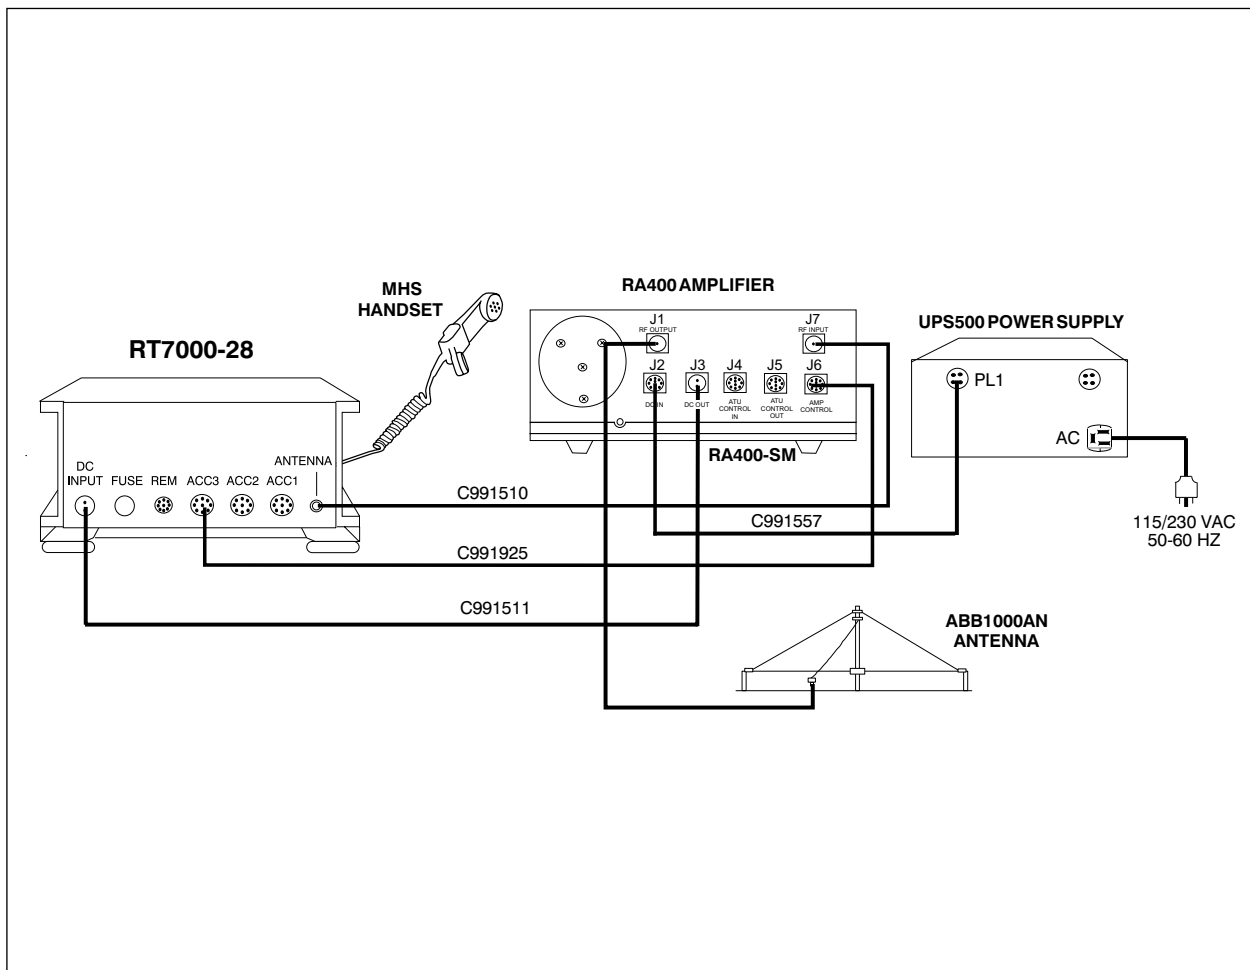 MHS
HANDSET
RT7000-28
DC
INPUT
FUSE
REM
ACC3
ACC2
ACC1
ANTENNA
RA400 AMPLIFIER
J1
RF OUTPUT
J7
RF INPUT
J2
DC IN
J3
DC OUT
J4
ATU
CONTROL
IN
J5
ATU
CONTROL
OUT
J6
AMP
CONTROL
RA400-SM
UPS500 POWER SUPPLY
PL1
AC
115/230 VAC
50-60 HZ
C991510
C991557
C991925
C991511
ABB1000AN
ANTENNA